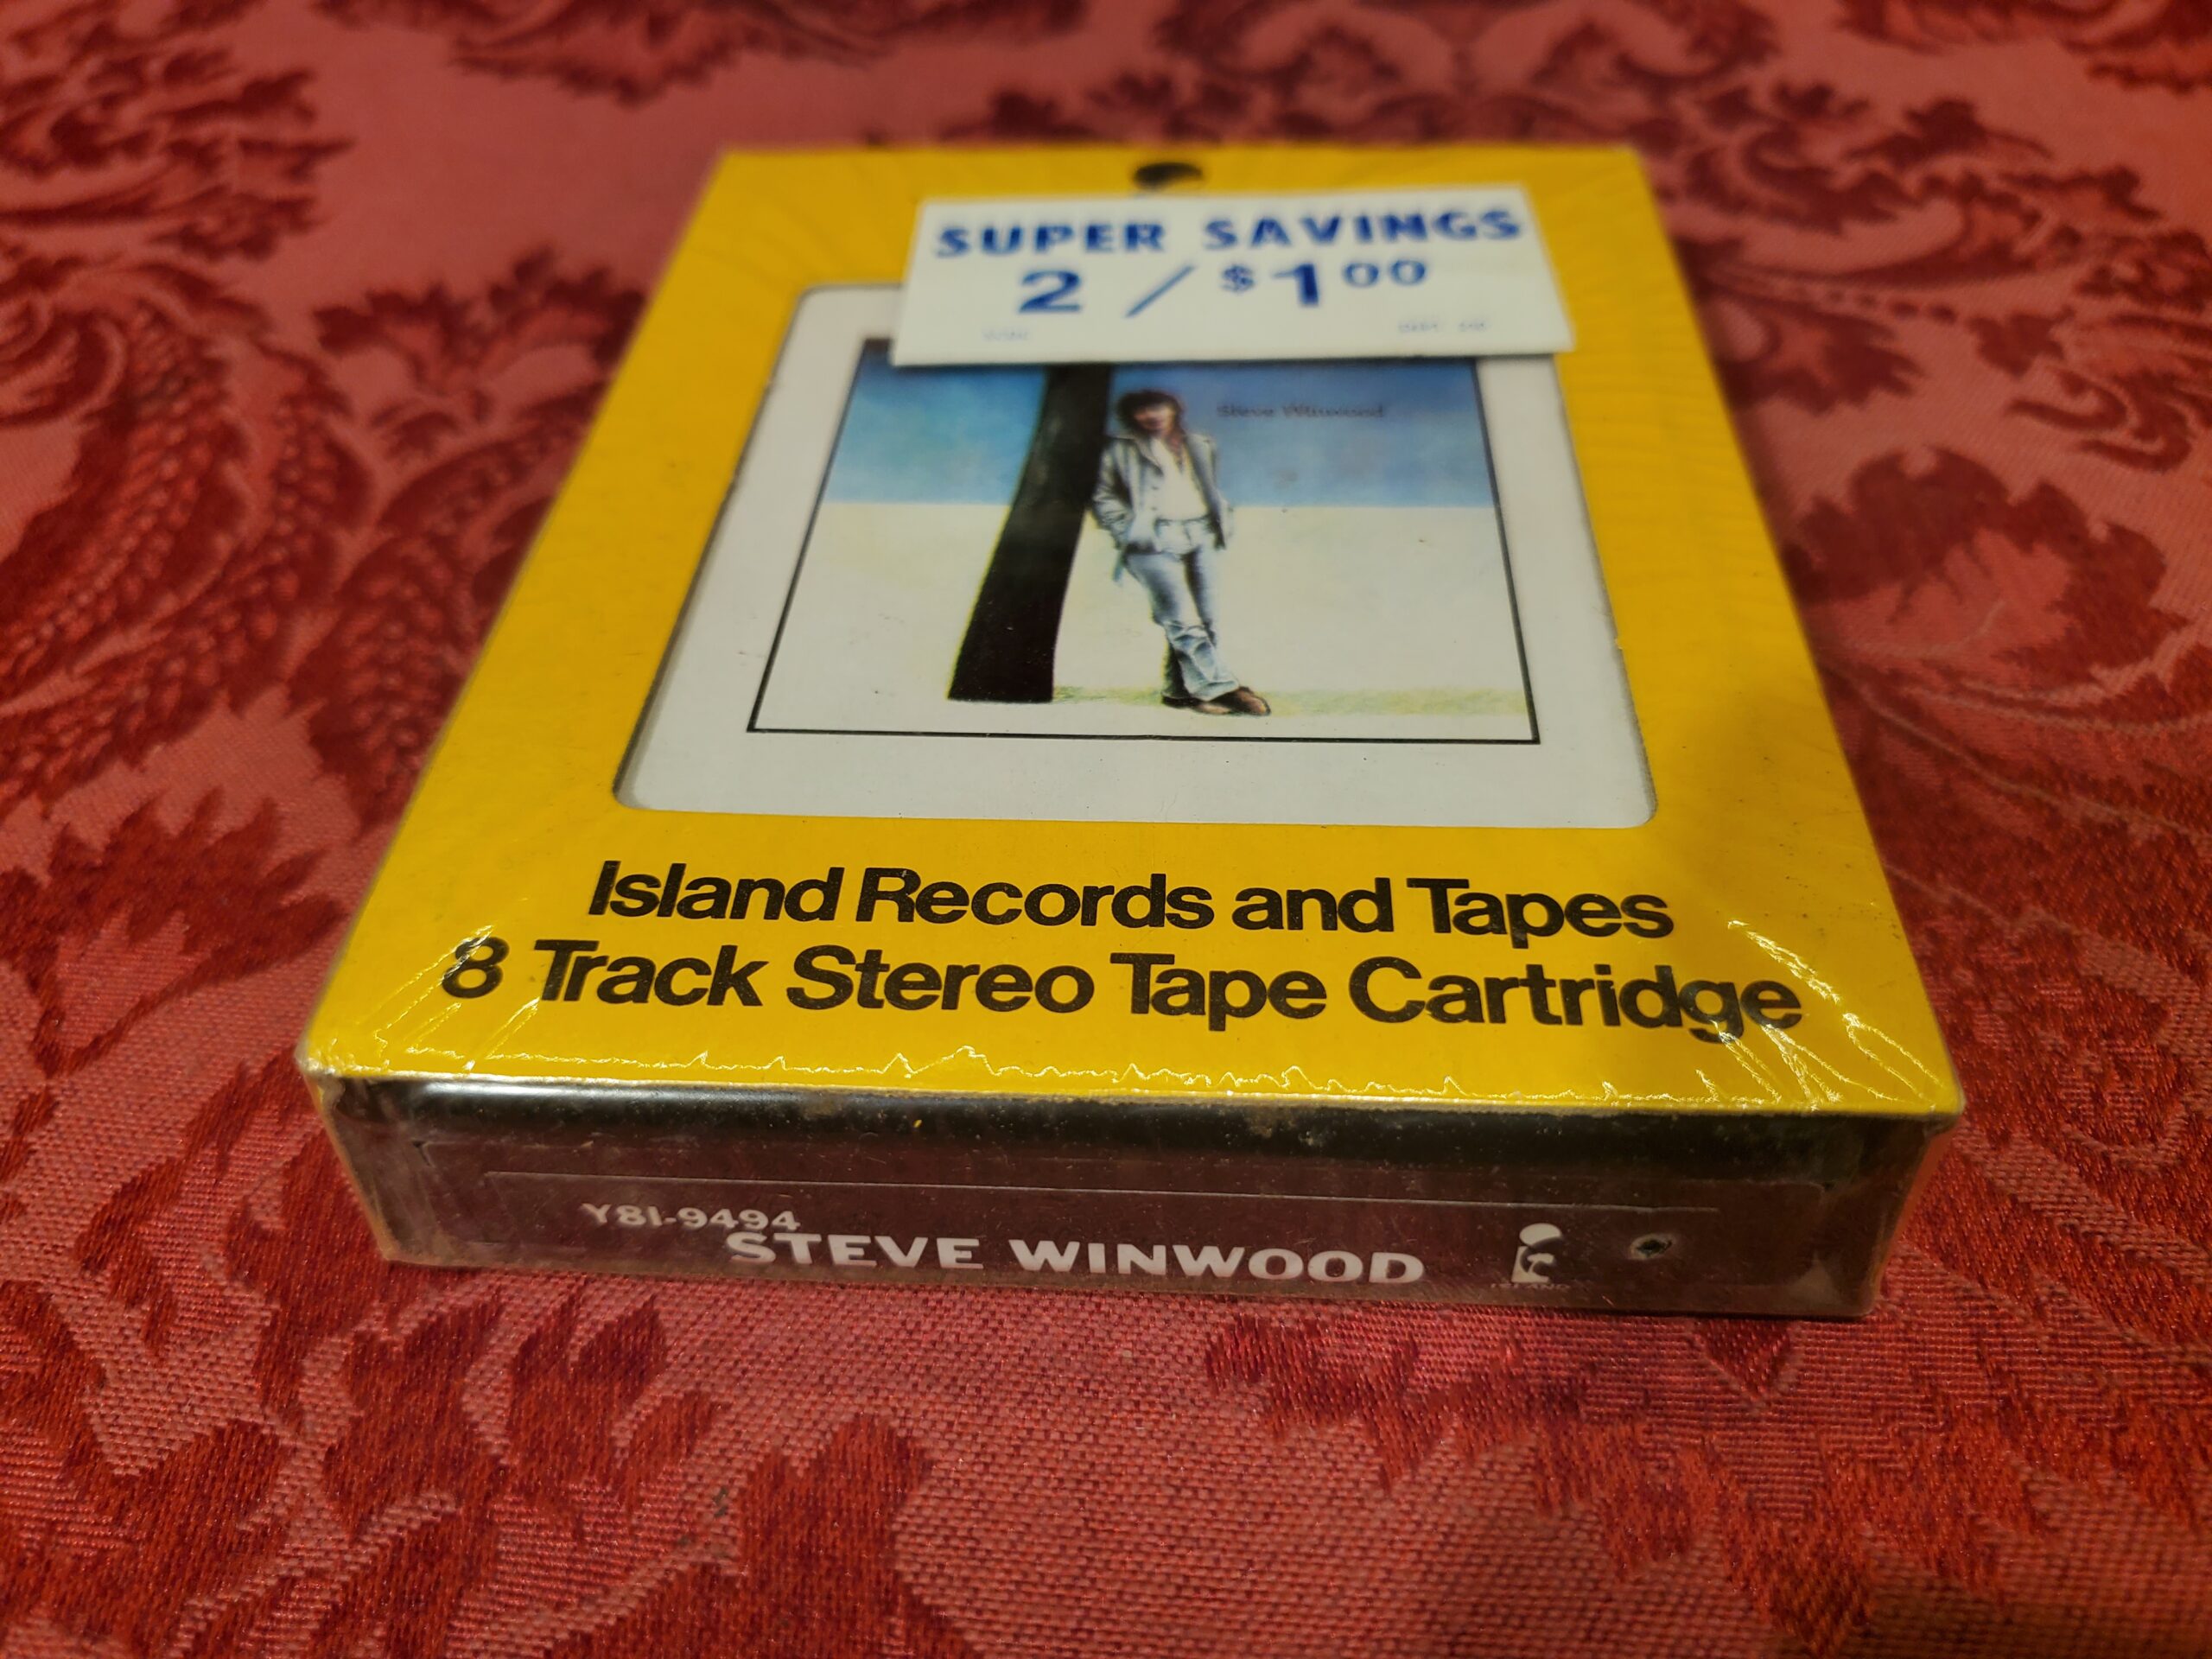 SUPER SAVINGS
2 / $1.00
Steve Winwood
Island Records and Tapes
8 Track Stereo Tape Cartridge
Y8I-9494
STEVE WINWOOD
ISLAND